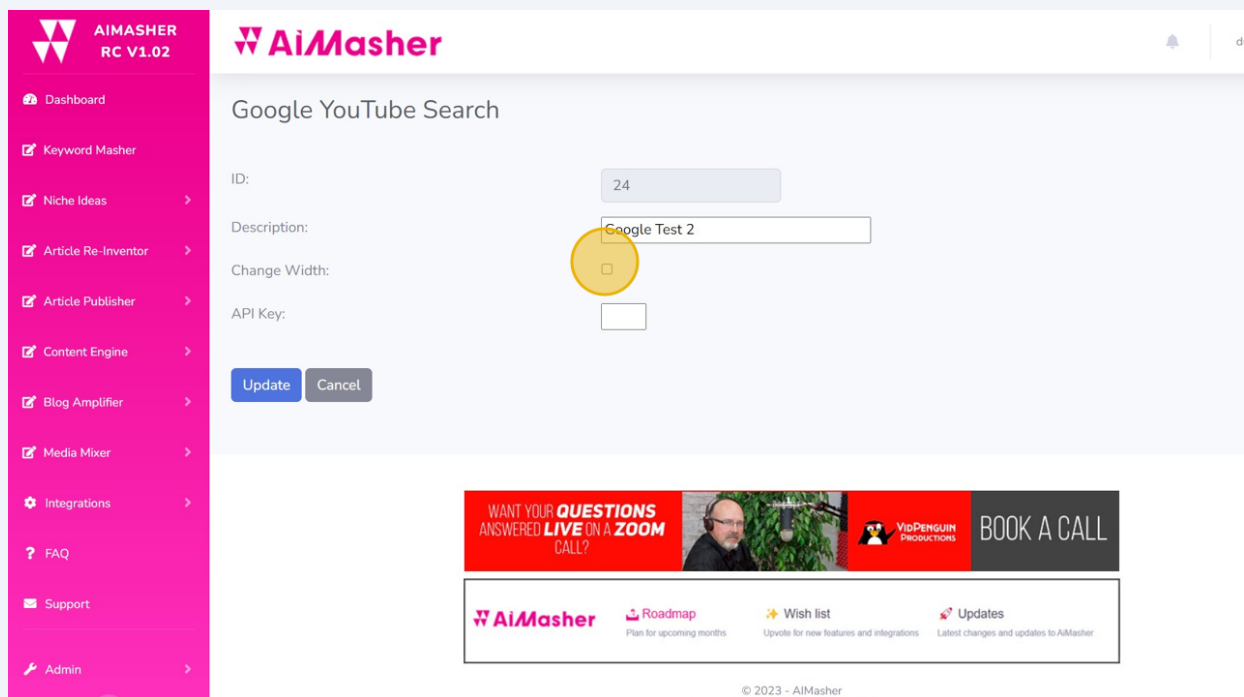 AIMASHER
RC V1.02
AiMasher
d
Dashboard
Keyword Masher
Niche Ideas
Article Re-Inventor
Article Publisher
Content Engine
Blog Amplifier
Media Mixer
Integrations
? FAQ
Support
Admin
Google YouTube Search
ID:
24
Description:
Google Test 2
Change Width:
API Key:
Update Cancel
WANT YOUR QUESTIONS
ANSWERED LIVE ON A ZOOM
CALL?
VIDPENGUIN
PRODUCTIONS
BOOK A CALL
AiMasher
Roadmap
Plan for upcoming months
Wish list
Upvote for new features and integrations
Updates
Latest changes and updates to AiMasher
© 2023 - AIMasher